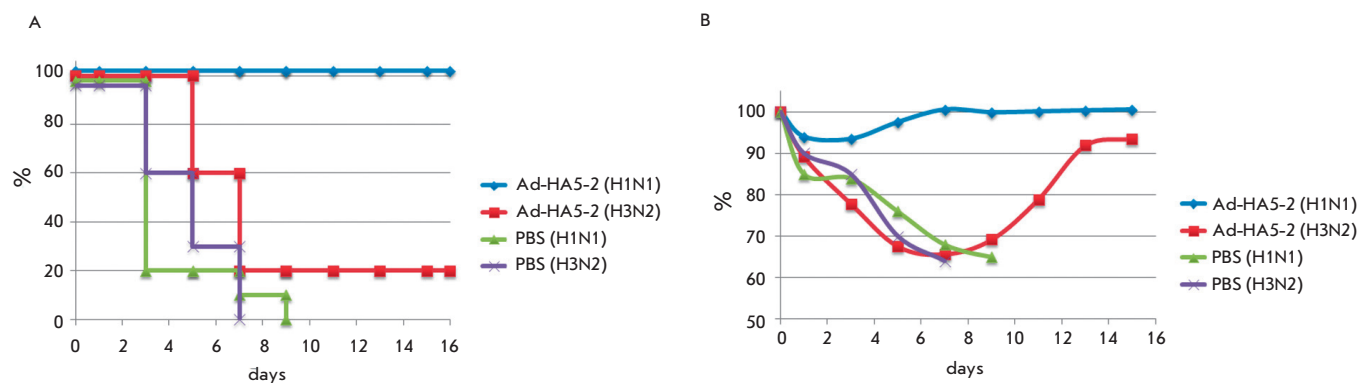 A
100
80
60
40
20
0
%
0 2 4 6 8 10 12 14 16
days
Ad-HA5-2 (H1N1)
Ad-HA5-2 (H3N2)
PBS (H1N1)
PBS (H3N2)
B
100
90
80
70
60
50
%
0 2 4 6 8 10 12 14 16
days
Ad-HA5-2 (H1N1)
Ad-HA5-2 (H3N2)
PBS (H1N1)
PBS (H3N2)